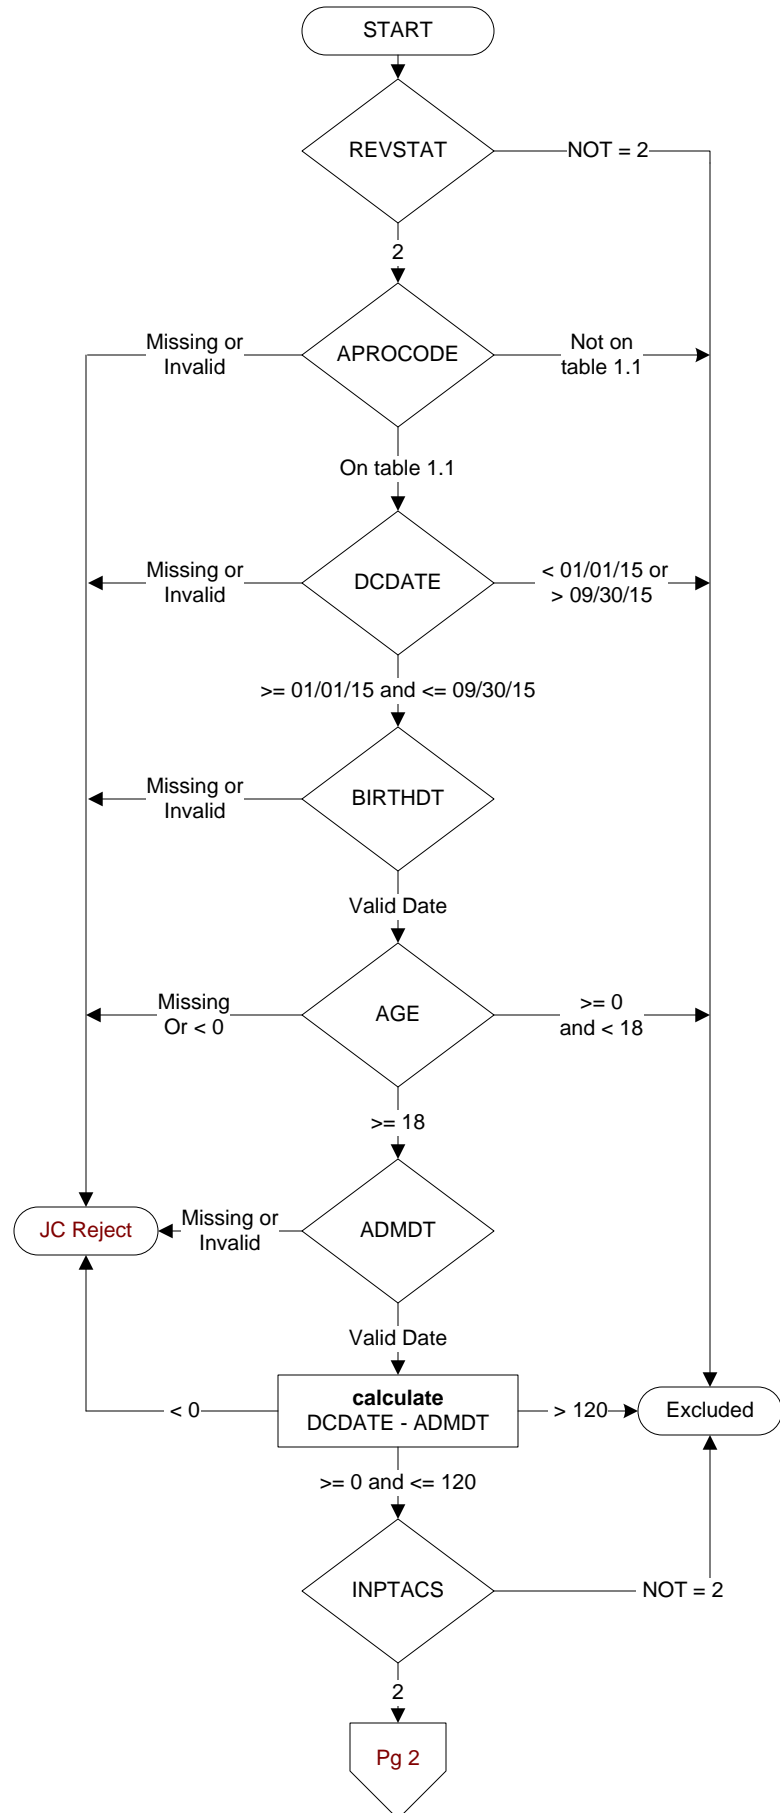 START
REVSTAT
NOT = 2
2
Missing or
Invalid
APROCODE
Not on
table 1.1
On table 1.1
Missing or
Invalid
DCDATE
< 01/01/15 or
> 09/30/15
>= 01/01/15 and <= 09/30/15
Missing or
Invalid
BIRTHDT
Valid Date
Missing
Or < 0
AGE
>= 0
and < 18
>= 18
JC Reject
Missing or
Invalid
ADMDT
Valid Date
< 0
calculate
DCDATE - ADMDT
> 120
Excluded
>= 0 and <= 120
INPTACS
NOT = 2
2
Pg 2